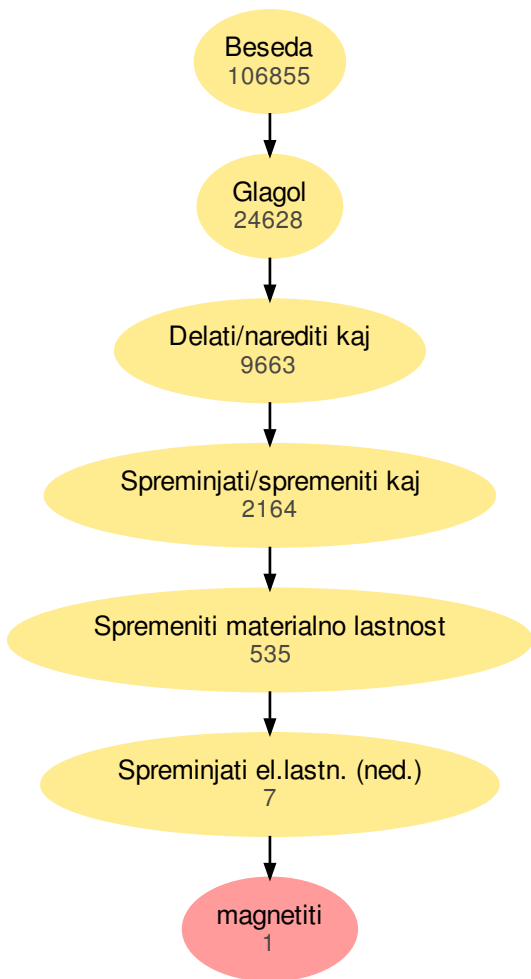 Beseda
106855
Glagol
24628
Delati/narediti kaj
9663
Spreminjati/spremeniti kaj
2164
Spremeniti materialno lastnost
535
Spreminjati el.lastn. (ned.)
7
magnetiti
1